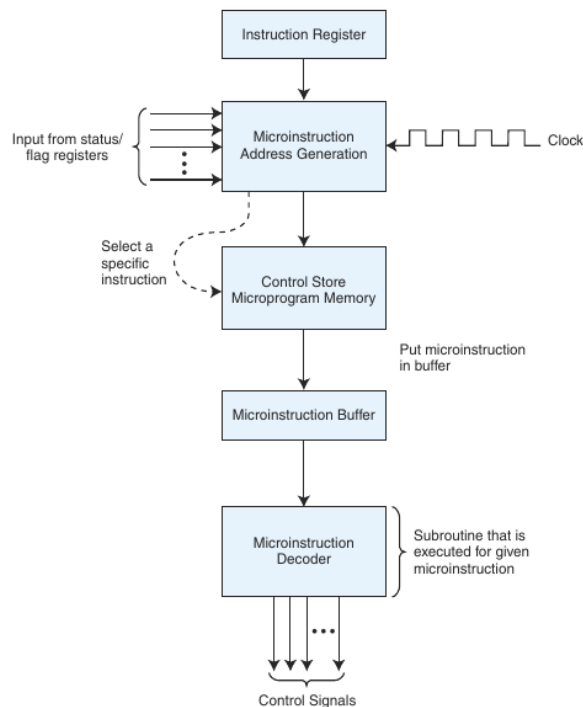 Instruction Register
Input from status/
flag registers
Microinstruction
Address Generation
Clock
Select a
specific
instruction
Control Store
Microprogram Memory
Put microinstruction
in buffer
Microinstruction Buffer
Microinstruction
Decoder
Subroutine that is
executed for given
microinstruction
Control Signals